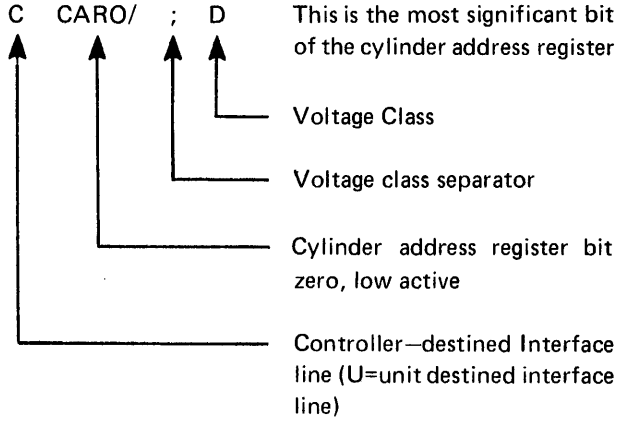 C CARO/ ; D This is the most significant bit
of the cylinder address register
Voltage Class
Voltage class separator
Cylinder address register bit
zero, low active
Controller—destined Interface
line (U=unit destined interface
line)